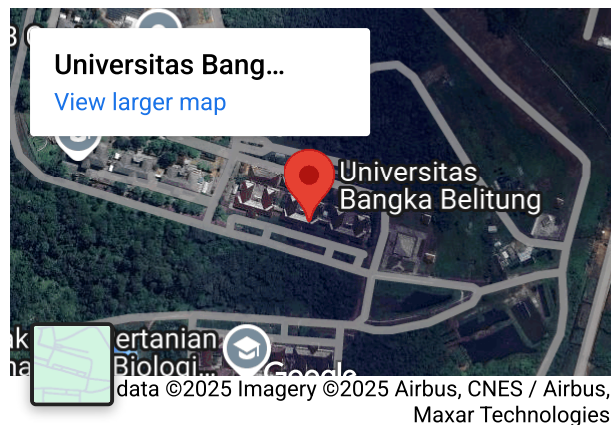 Universitas Bang...
View larger map
Universitas
Bangka Belitung
ertanian
Biologi...
Google
data ©2025 Imagery ©2025 Airbus, CNES / Airbus,
Maxar Technologies